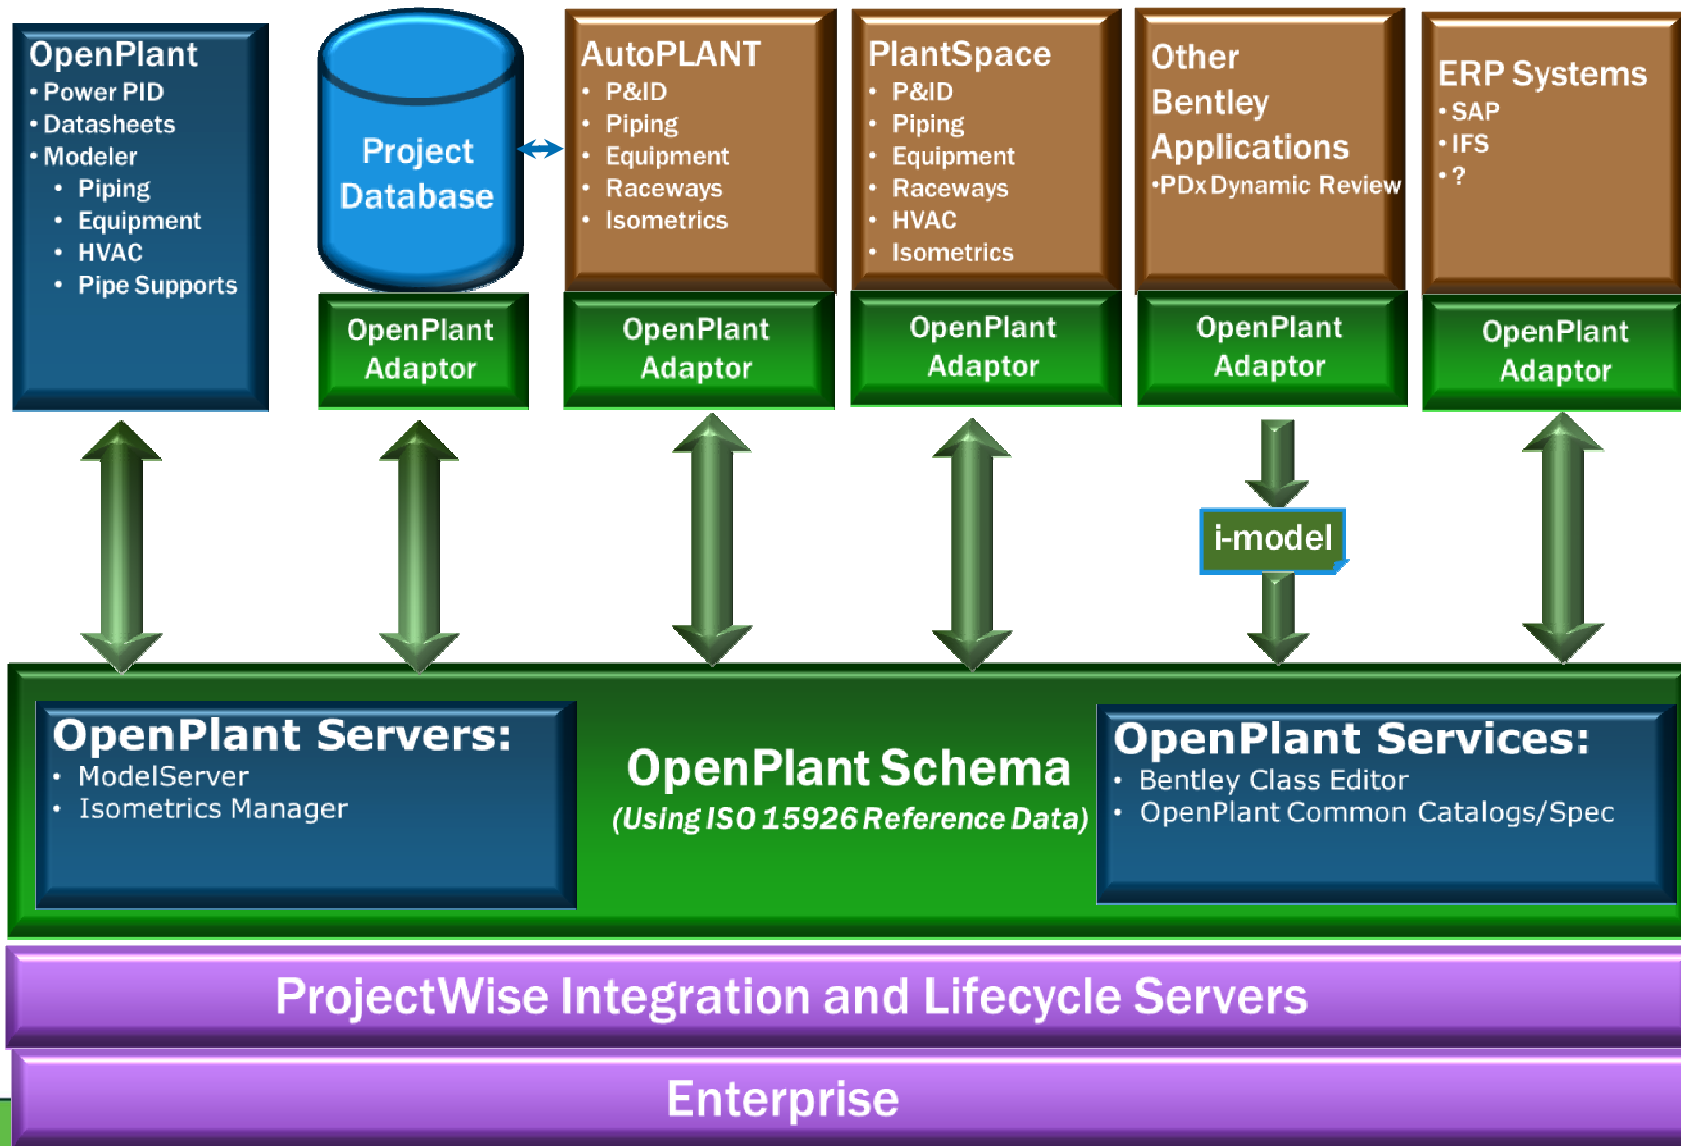 OpenPlant
• Power PID
• Datasheets
• Modeler
• Piping
• Equipment
• HVAC
• Pipe Supports
Project
Database
AutoPLANT
• P&ID
• Piping
• Equipment
• Raceways
• Isometrics
PlantSpace
• P&ID
• Piping
• Equipment
• Raceways
• HVAC
• Isometrics
Other
Bentley
Applications
•PDx Dynamic Review
ERP Systems
• SAP
• IFS
• ?
OpenPlant
Adaptor
OpenPlant
Adaptor
OpenPlant
Adaptor
OpenPlant
Adaptor
OpenPlant
Adaptor
i-model
OpenPlant Servers:
• ModelServer
• Isometrics Manager
OpenPlant Schema
(Using ISO 15926 Reference Data)
OpenPlant Services:
• Bentley Class Editor
• OpenPlant Common Catalogs/Spec
ProjectWise Integration and Lifecycle Servers
Enterprise